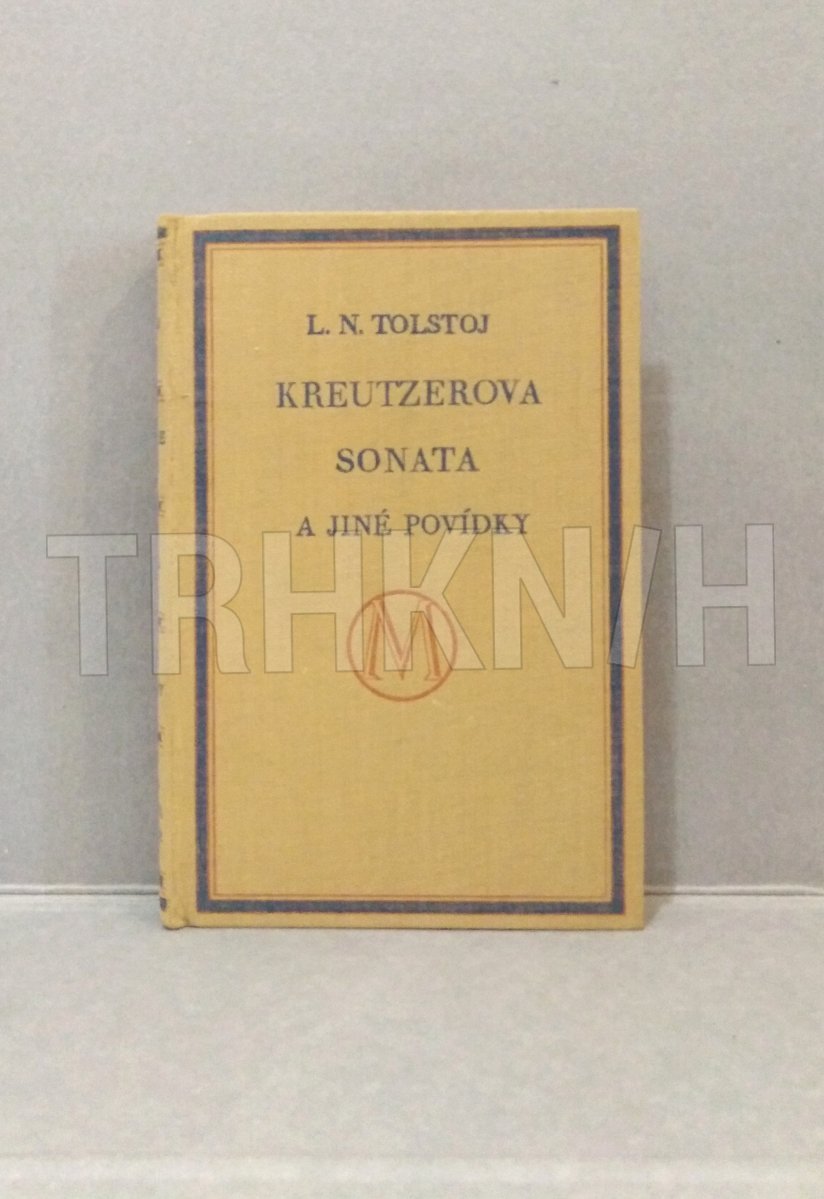 L. N. TOLSTOJ
KREUTZEROVA
SONATA
A JINÉ POVÍDKY
TRHKNIH
M